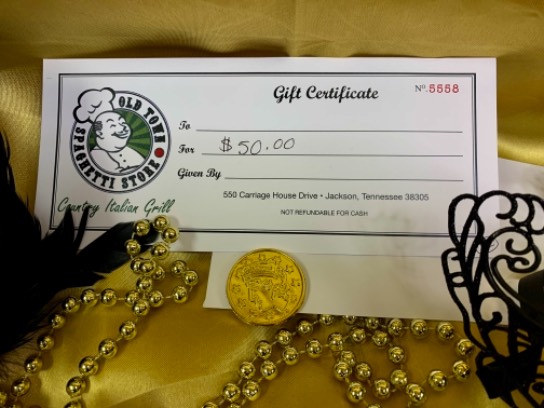 Gift Certificate
Nº.5558
OLD TOWN
SPAGHETTI STORE
Country Italian Grill
To
For $50.00
Given By
550 Carriage House Drive • Jackson, Tennessee 38305
NOT REFUNDABLE FOR CASH